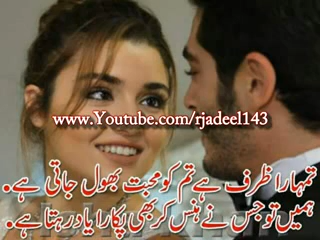 www.Youtube.com/rjadeel143
تمہارا ظرف ہے تم کو محبت بھول جاتی ہے۔
ہمیں تو جس نے ہنس کر بھی پکارا یاد رہتا ہے۔